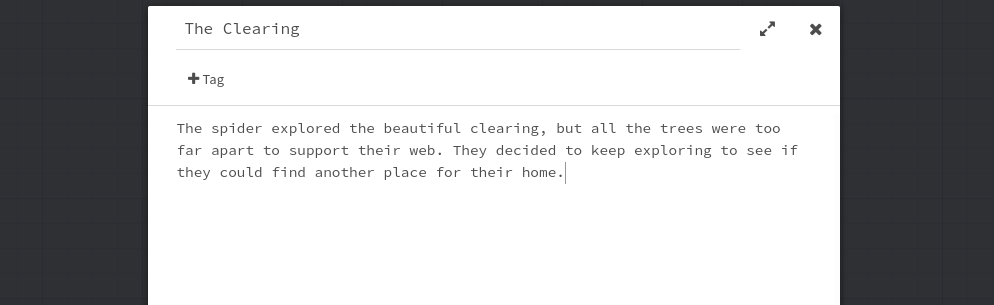 The Clearing
Tag
The spider explored the beautiful clearing, but all the trees were too
far apart to support their web. They decided to keep exploring to see if
they could find another place for their home.